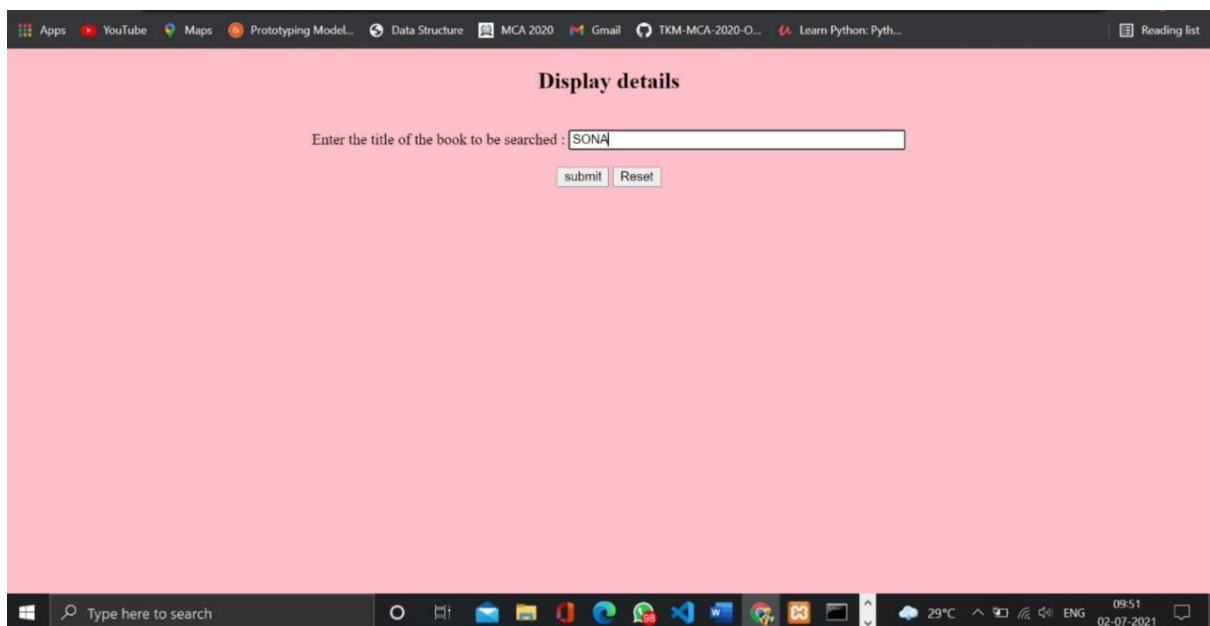 Apps YouTube Maps Prototyping Model... Data Structure MCA 2020 Gmail TKM-MCA-2020-O... Learn Python: Pyth... Reading list
Display details
Enter the title of the book to be searched : SONA
submit Reset
Type here to search 98 29°C ENG 09:51
02-07-2021